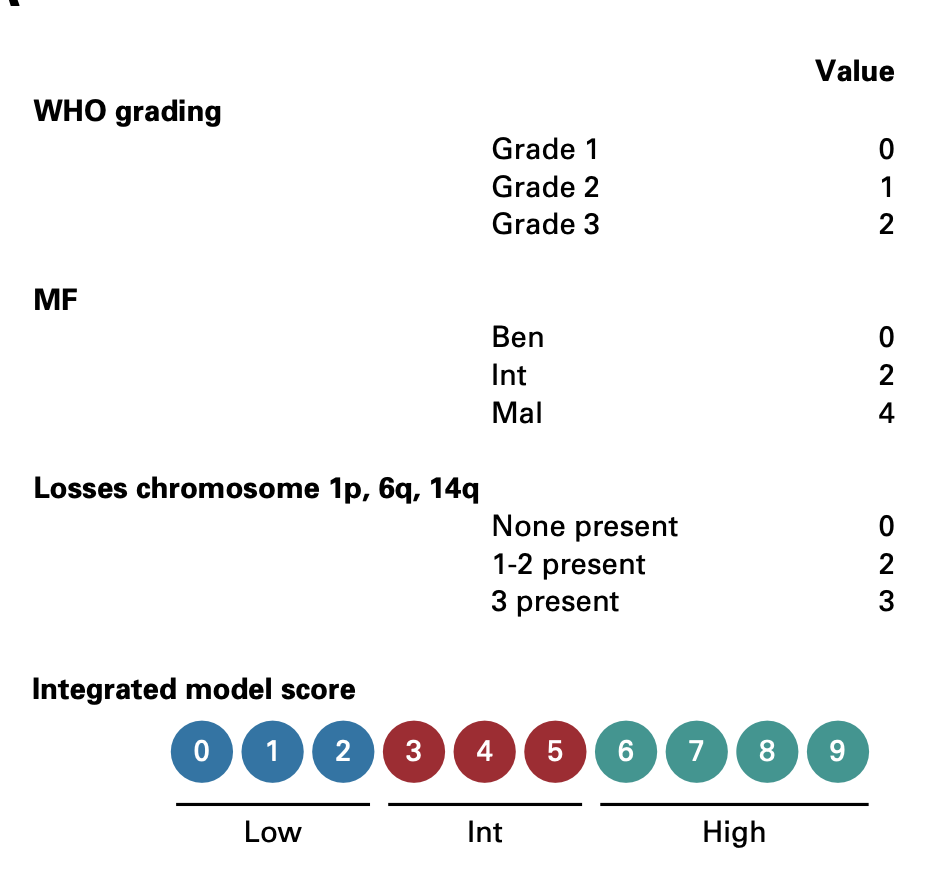 Value
WHO grading
Grade 1 0
Grade 2 1
Grade 3 2
MF
Ben 0
Int 2
Mal 4
Losses chromosome 1p, 6q, 14q
None present 0
1-2 present 2
3 present 3
Integrated model score
0 1 2 3 4 5 6 7 8 9
Low Int High